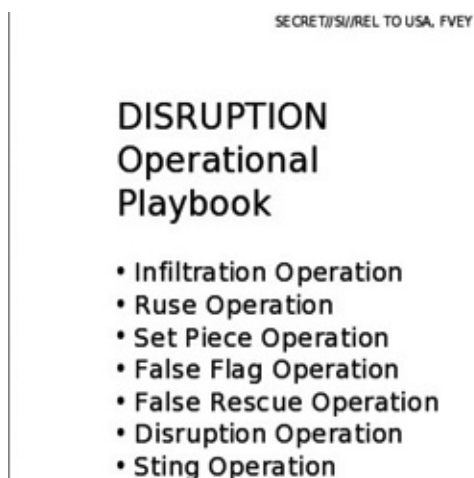 SECRET//SI//REL TO USA, FVEY
DISRUPTION
Operational
Playbook
• Infiltration Operation
• Ruse Operation
• Set Piece Operation
• False Flag Operation
• False Rescue Operation
• Disruption Operation
• Sting Operation